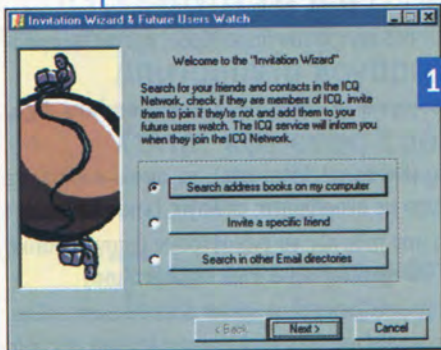 Invitation Wizard & Future Users Watch
Welcome to the "Invitation Wizard"
Search for your friends and contacts in the ICQ
Network, check if they are members of ICQ, invite
them to join if they're not and add them to your
future users watch. The ICQ service will inform you
when they join the ICQ Network.
1
Search address books on my computer
Invite a specific friend
Search in other Email directories
< Back
Next >
Cancel